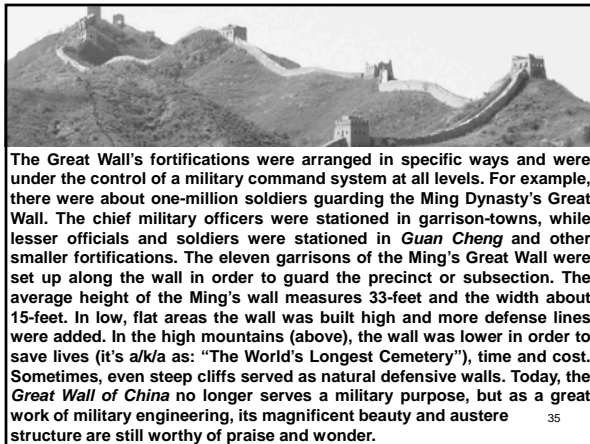 The Great Wall’s fortifications were arranged in specific ways and were
under the control of a military command system at all levels. For example,
there were about one-million soldiers guarding the Ming Dynasty’s Great
Wall. The chief military officers were stationed in garrison-towns, while
lesser officials and soldiers were stationed in Guan Cheng and other
smaller fortifications. The eleven garrisons of the Ming’s Great Wall were
set up along the wall in order to guard the precinct or subsection. The
average height of the Ming’s wall measures 33-feet and the width about
15-feet. In low, flat areas the wall was built high and more defense lines
were added. In the high mountains (above), the wall was lower in order to
save lives (it’s a/k/a as: “The World’s Longest Cemetery”), time and cost.
Sometimes, even steep cliffs served as natural defensive walls. Today, the
Great Wall of China no longer serves a military purpose, but as a great
work of military engineering, its magnificent beauty and austere
structure are still worthy of praise and wonder.
35